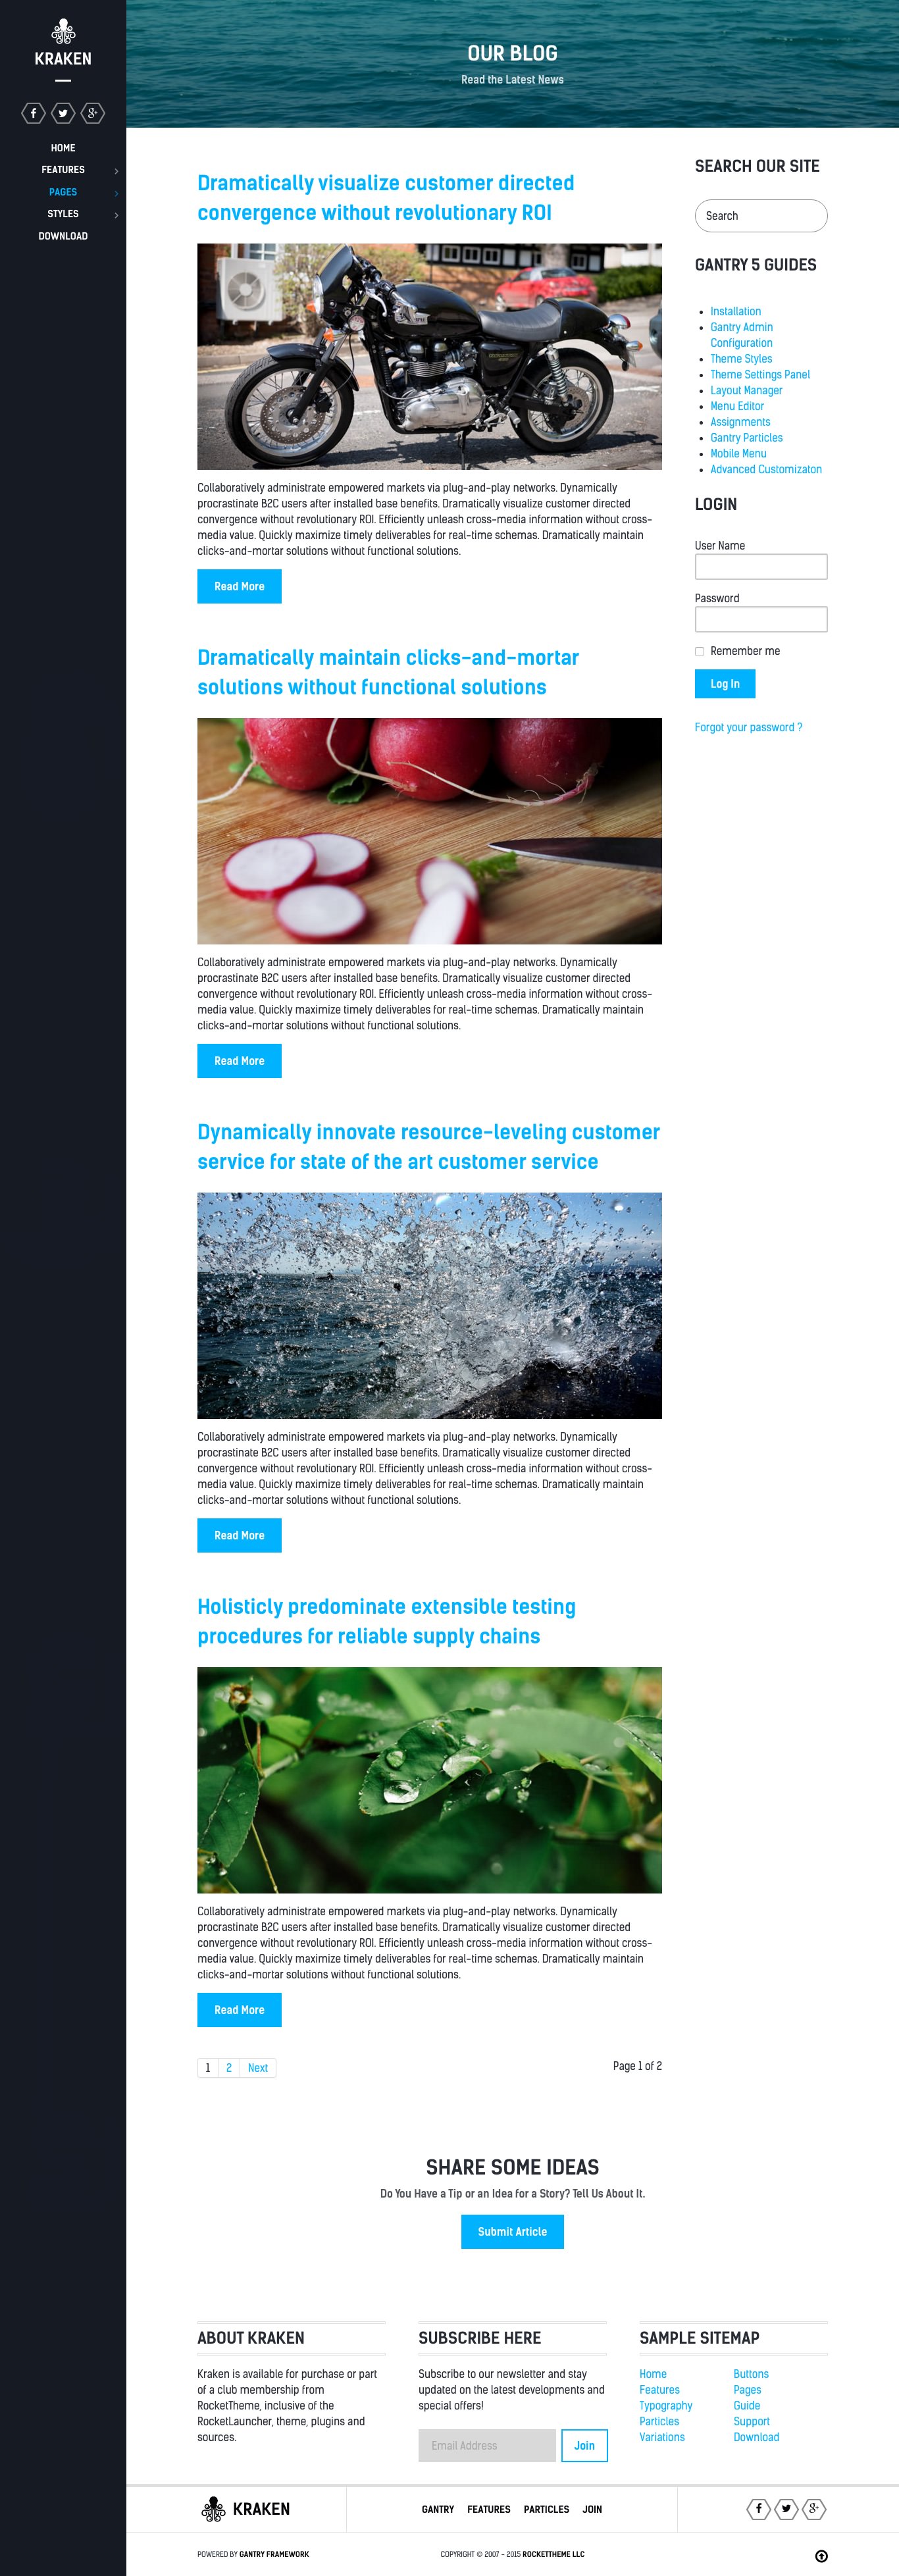 KRAKEN
HOME
FEATURES
PAGES
STYLES
DOWNLOAD
OUR BLOG
Read the Latest News
Dramatically visualize customer directed
convergence without revolutionary ROI
Collaboratively administrate empowered markets via plug-and-play networks. Dynamically
procrastinate B2C users after installed base benefits. Dramatically visualize customer directed
convergence without revolutionary ROI. Efficiently unleash cross-media information without cross-
media value. Quickly maximize timely deliverables for real-time schemas. Dramatically maintain
clicks-and-mortar solutions without functional solutions.
Read More
Dramatically maintain clicks-and-mortar
solutions without functional solutions
Collaboratively administrate empowered markets via plug-and-play networks. Dynamically
procrastinate B2C users after installed base benefits. Dramatically visualize customer directed
convergence without revolutionary ROI. Efficiently unleash cross-media information without cross-
media value. Quickly maximize timely deliverables for real-time schemas. Dramatically maintain
clicks-and-mortar solutions without functional solutions.
Read More
Dynamically innovate resource-leveling customer
service for state of the art customer service
Collaboratively administrate empowered markets via plug-and-play networks. Dynamically
procrastinate B2C users after installed base benefits. Dramatically visualize customer directed
convergence without revolutionary ROI. Efficiently unleash cross-media information without cross-
media value. Quickly maximize timely deliverables for real-time schemas. Dramatically maintain
clicks-and-mortar solutions without functional solutions.
Read More
Holisticly predominate extensible testing
procedures for reliable supply chains
Collaboratively administrate empowered markets via plug-and-play networks. Dynamically
procrastinate B2C users after installed base benefits. Dramatically visualize customer directed
convergence without revolutionary ROI. Efficiently unleash cross-media information without cross-
media value. Quickly maximize timely deliverables for real-time schemas. Dramatically maintain
clicks-and-mortar solutions without functional solutions.
Read More
1 2 Next
Page 1 of 2
SEARCH OUR SITE
Search
GANTRY 5 GUIDES
Installation
Gantry Admin
Configuration
Theme Styles
Theme Settings Panel
Layout Manager
Menu Editor
Assignments
Gantry Particles
Mobile Menu
Advanced Customizaton
LOGIN
User Name
Password
Remember me
Log In
Forgot your password ?
SHARE SOME IDEAS
Do You Have a Tip or an Idea for a Story? Tell Us About It.
Submit Article
ABOUT KRAKEN
Kraken is available for purchase or part
of a club membership from
RocketTheme, inclusive of the
RocketLauncher, theme, plugins and
sources.
SUBSCRIBE HERE
Subscribe to our newsletter and stay
updated on the latest developments and
special offers!
Email Address
Join
SAMPLE SITEMAP
Home
Features
Typography
Particles
Variations
Buttons
Pages
Guide
Support
Download
KRAKEN
GANTRY FEATURES PARTICLES JOIN
POWERED BY GANTRY FRAMEWORK
COPYRIGHT © 2007 - 2015 ROCKETTHEME LLC